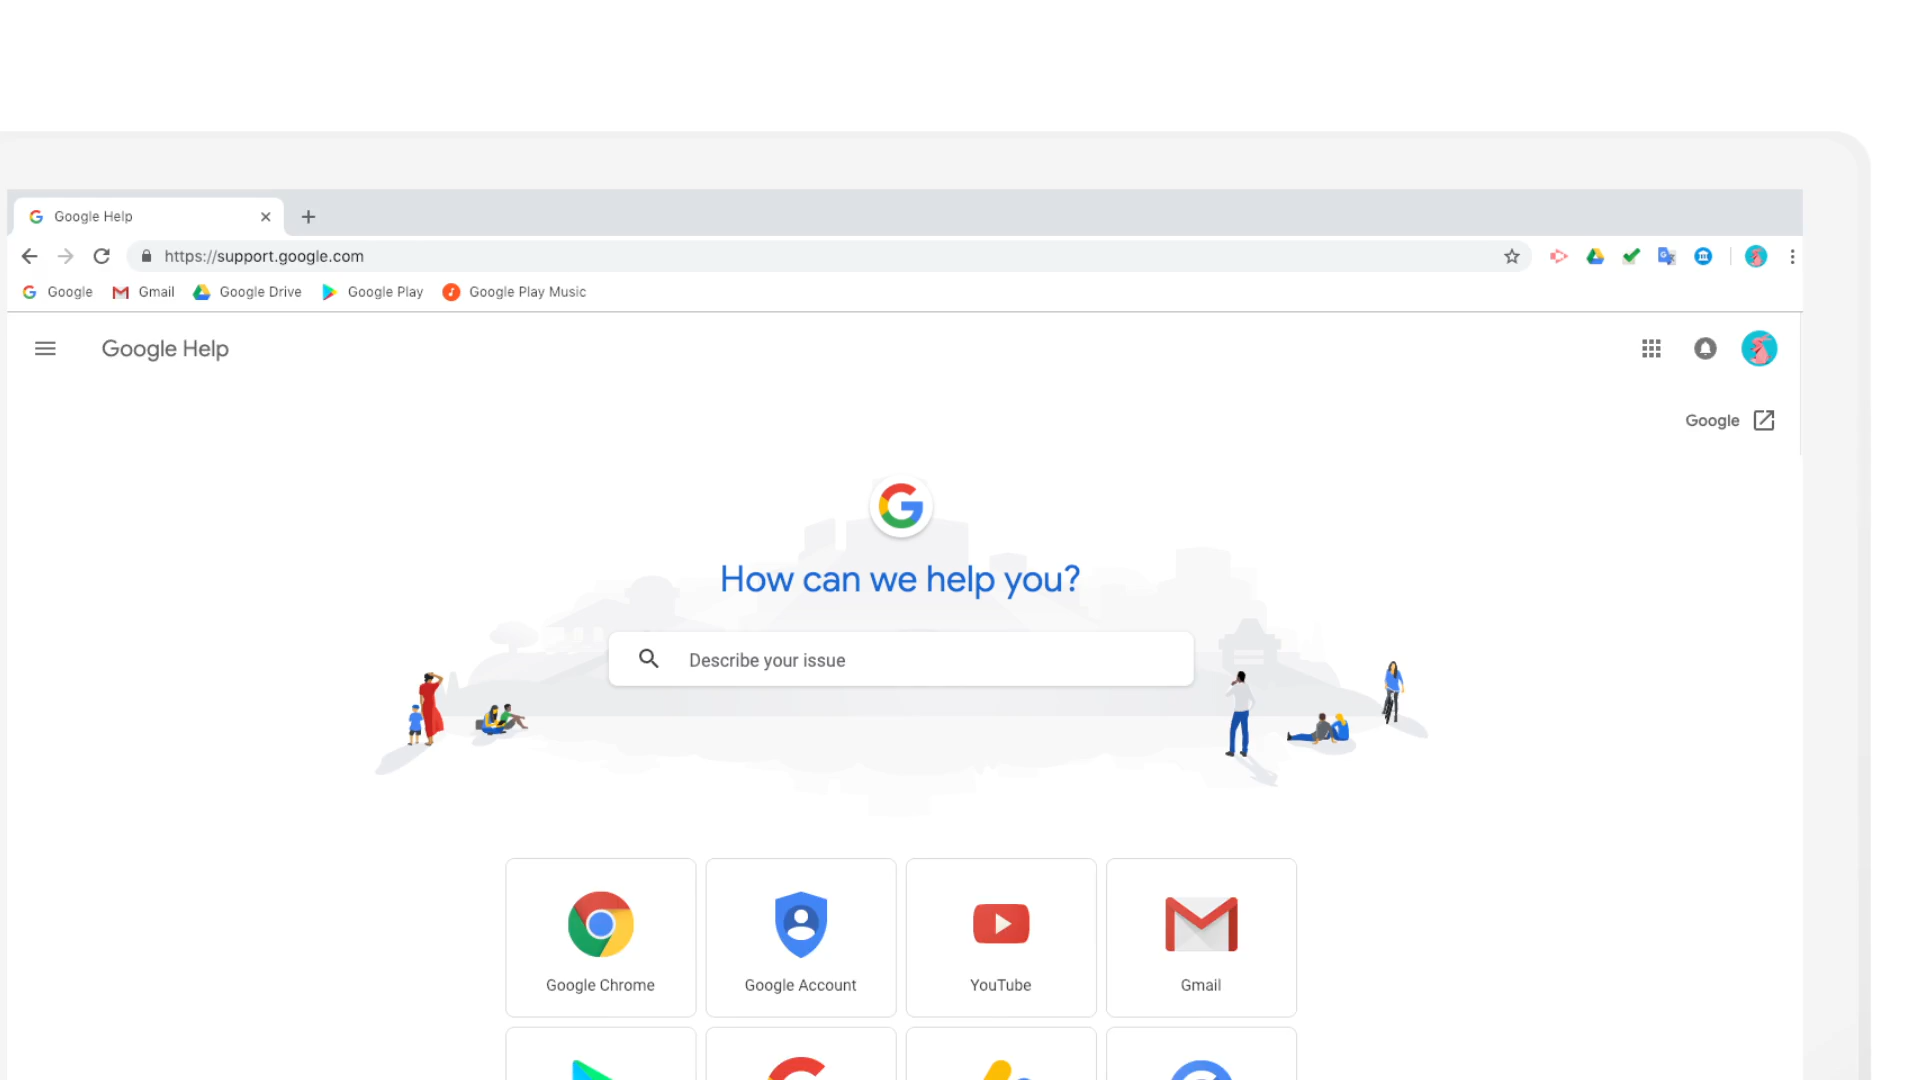 Google Help
https://support.google.com
Google Gmail Google Drive Google Play Google Play Music
Google Help
Google
How can we help you?
Describe your issue
Google Chrome Google Account YouTube Gmail